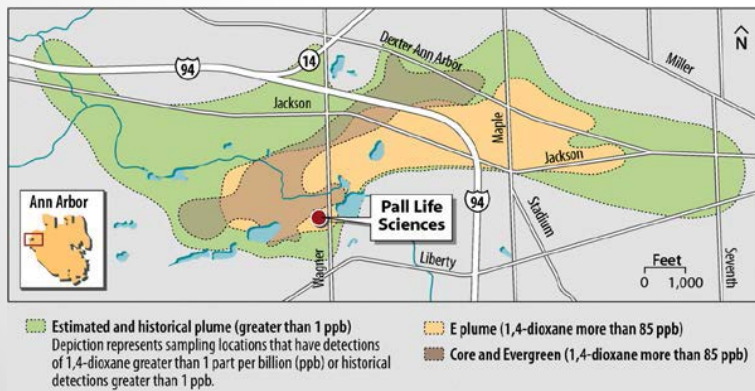 N
Dexter Ann Arbor
Miller
14
94
Jackson
Maple
Jackson
Ann Arbor
Pall Life
Sciences
94
Stadium
Wagner
Liberty
Seventh
Feet
0 1,000
Estimated and historical plume (greater than 1 ppb)
Depiction represents sampling locations that have detections
of 1,4-dioxane greater than 1 part per billion (ppb) or historical
detections greater than 1 ppb.
E plume (1,4-dioxane more than 85 ppb)
Core and Evergreen (1,4-dioxane more than 85 ppb)